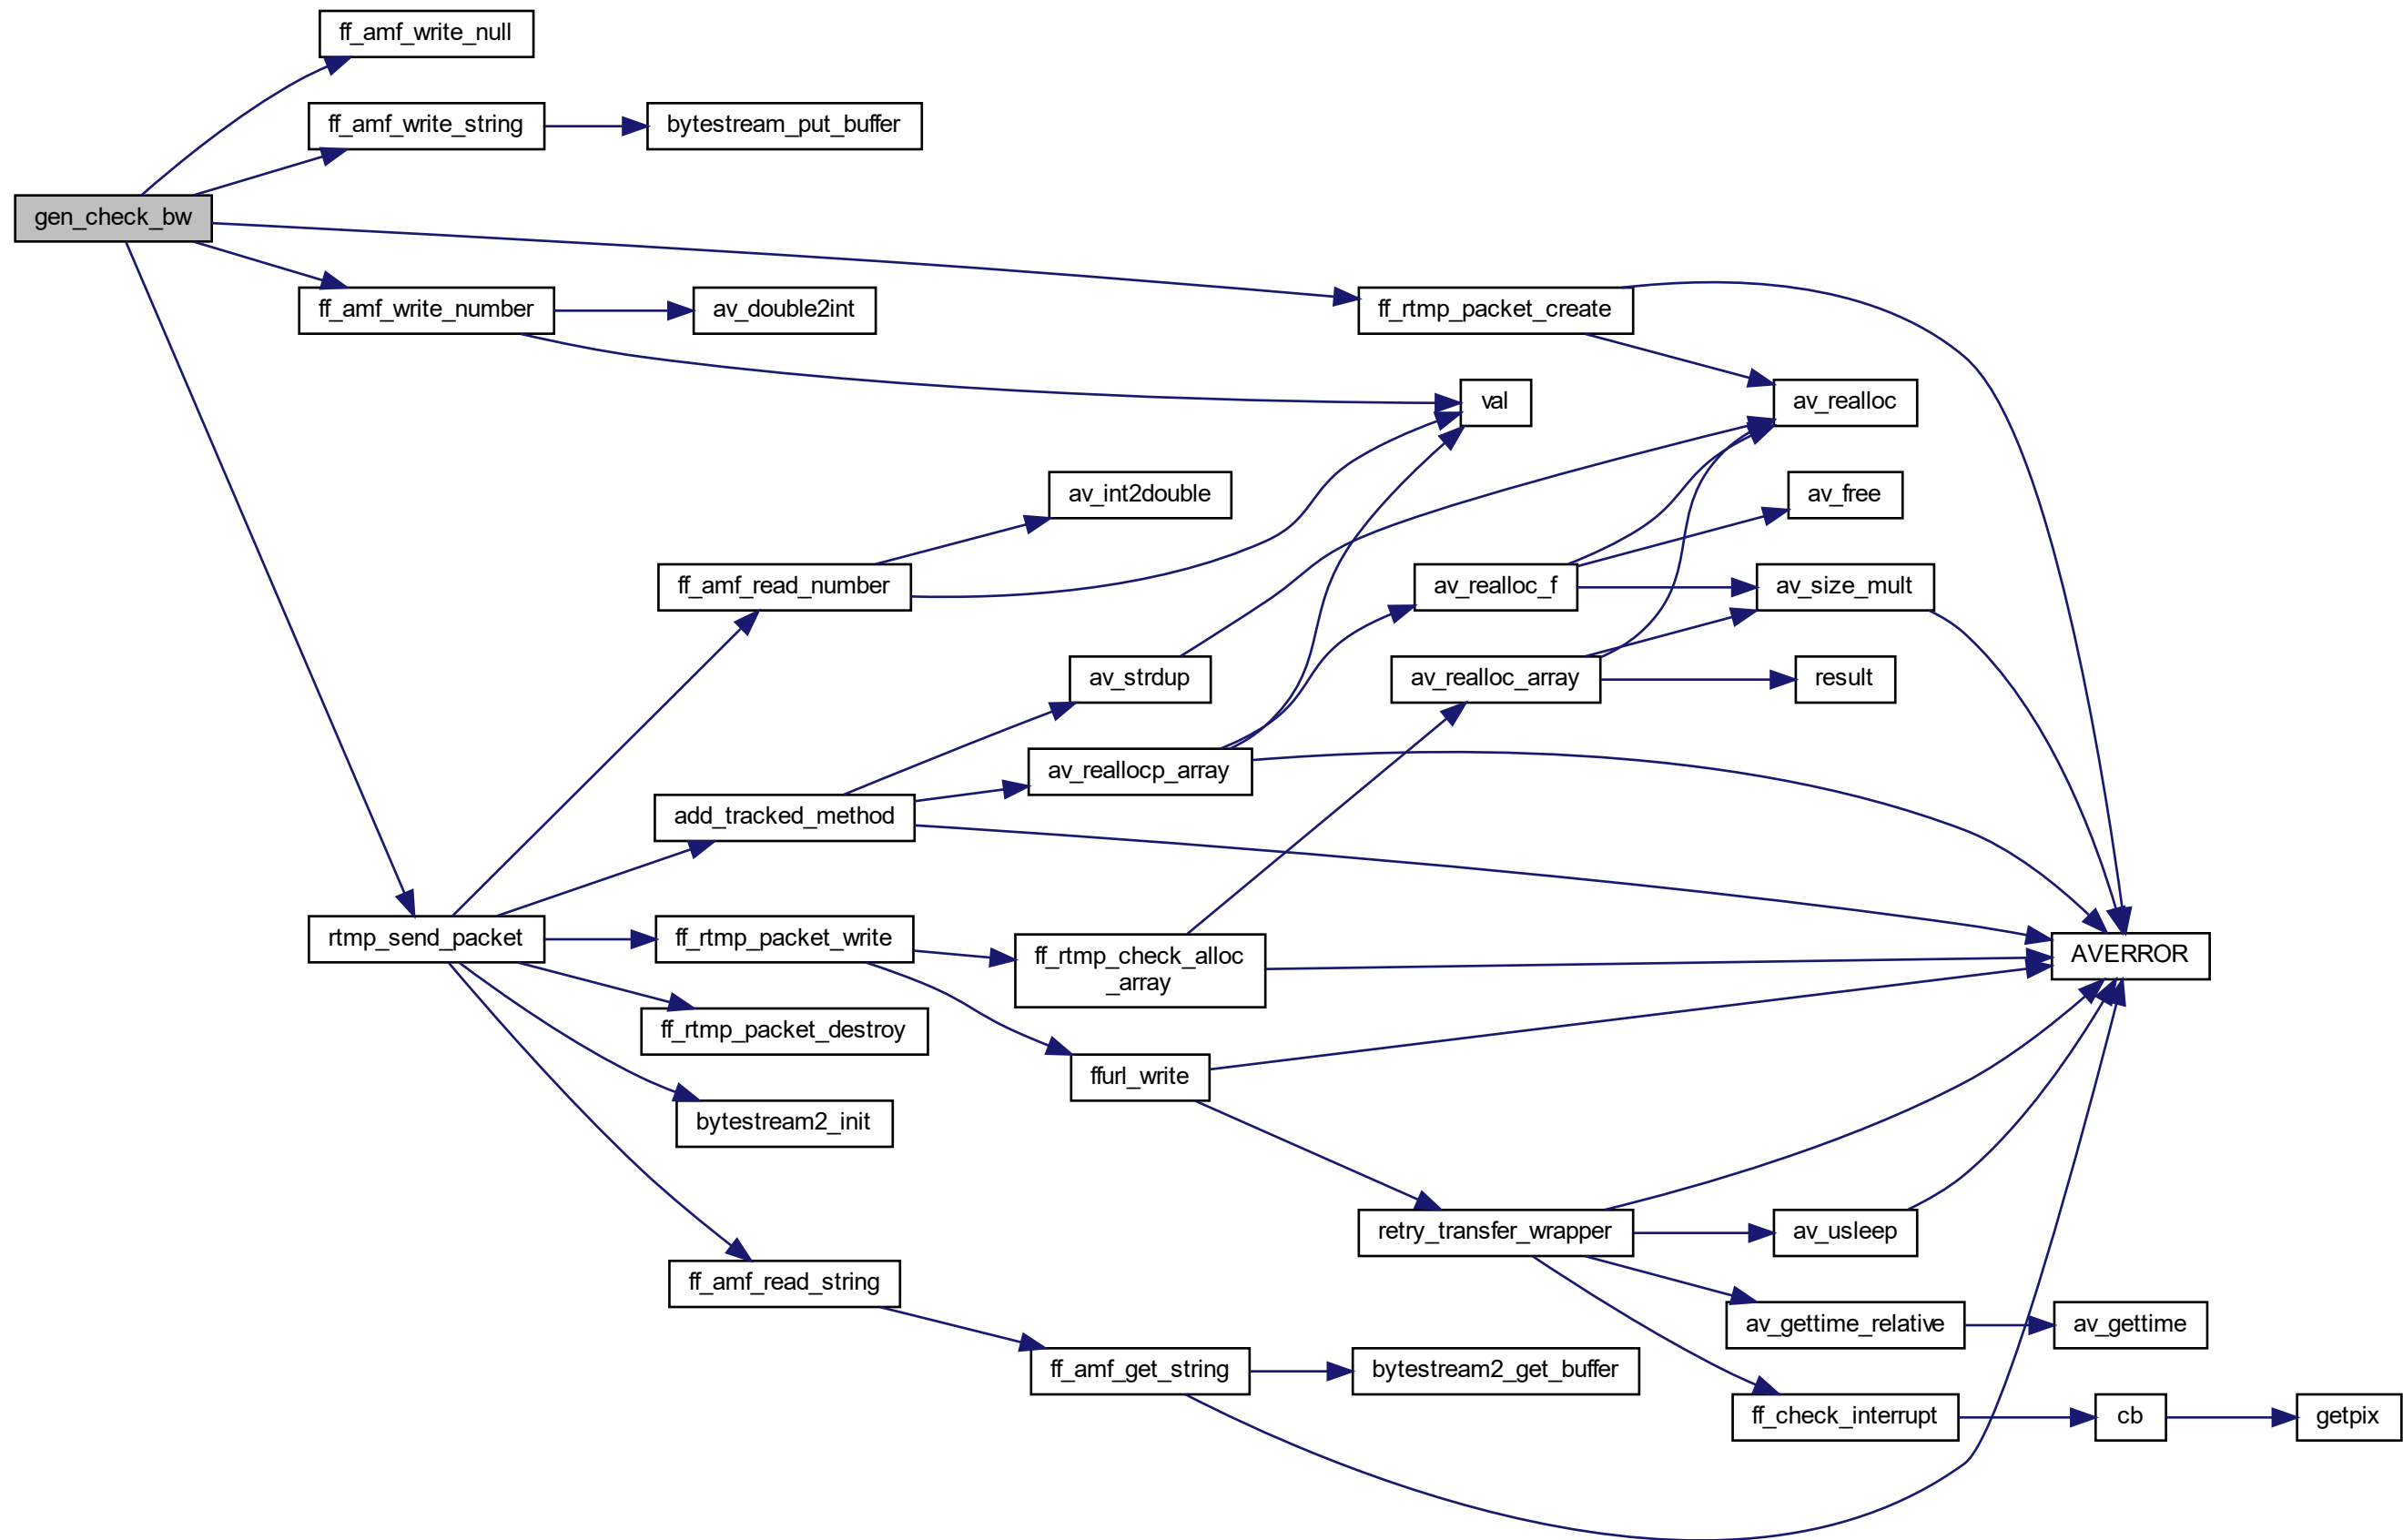 ff_amf_write_null
ff_amf_write_string
bytestream_put_buffer
gen_check_bw
ff_amf_write_number
av_double2int
ff_rtmp_packet_create
val
av_realloc
av_int2double
av_free
ff_amf_read_number
av_realloc_f
av_size_mult
av_strdup
av_realloc_array
result
av_reallocp_array
add_tracked_method
rtmp_send_packet
ff_rtmp_packet_write
ff_rtmp_check_alloc
_array
AVERROR
ff_rtmp_packet_destroy
ffurl_write
bytestream2_init
retry_transfer_wrapper
av_usleep
ff_amf_read_string
av_gettime_relative
av_gettime
ff_amf_get_string
bytestream2_get_buffer
ff_check_interrupt
cb
getpix